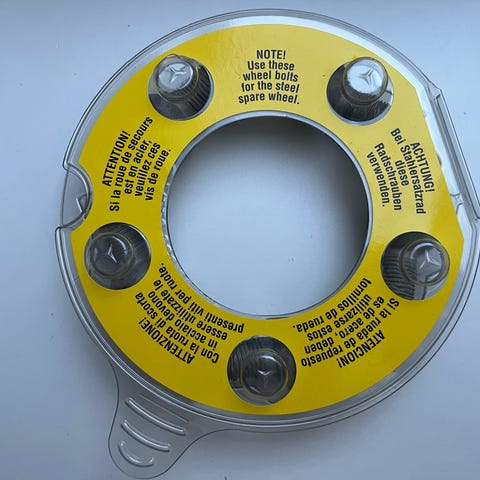 NOTE!
Use these
wheel bolts
for the steel
spare wheel.
ACHTUNG!
Bei Stahlersatzrad
diese
Radschrauben
verwenden.
ATENCION!
Si la rueda de repuesto
es de acero, deben
utilizarse estos
tornillos de rueda.
ATTENZIONE!
Con la ruota di scorta
in acciaio devono
essere utilizzate le
presenti viti per ruote.
ATTENTION!
Si la roue de secours
est en acier,
veuillez ces
vis de roue.